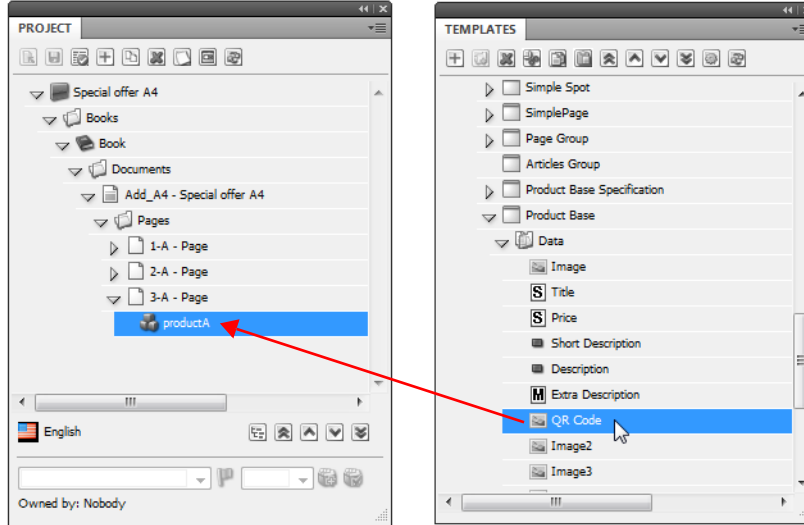 PROJECT
Special offer A4
Books
Book
Documents
Add_A4 - Special offer A4
Pages
1-A - Page
2-A - Page
3-A - Page
productA
English
Owned by: Nobody
TEMPLATES
Simple Spot
SimplePage
Page Group
Articles Group
Product Base Specification
Product Base
Data
Image
S Title
S Price
Short Description
Description
M Extra Description
QR Code
Image2
Image3